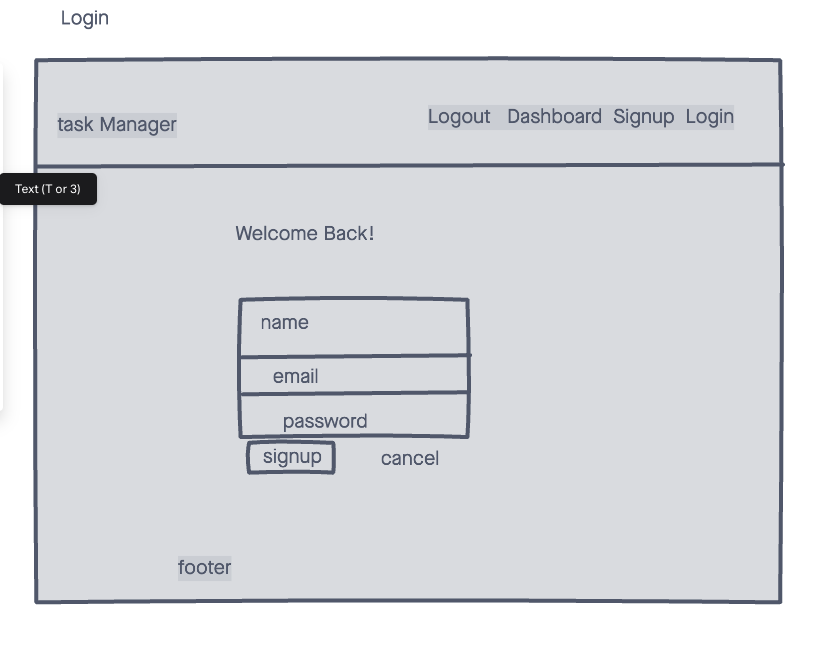 Login
task Manager
Logout Dashboard Signup Login
Text (T or 3)
Welcome Back!
name
email
password
signup cancel
footer